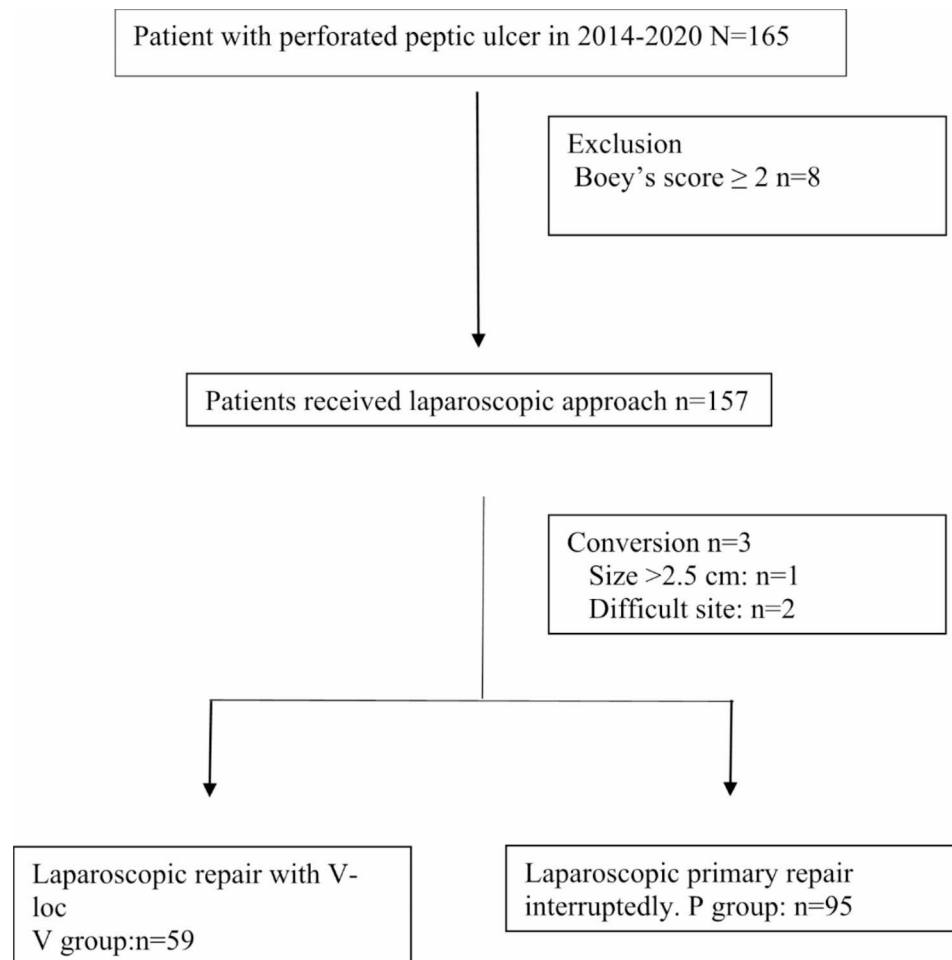 Patient with perforated peptic ulcer in 2014-2020 N=165
Exclusion
Boey’s score ≥ 2 n=8
Patients received laparoscopic approach n=157
Conversion n=3
Size >2.5 cm: n=1
Difficult site: n=2
Laparoscopic repair with V-
loc
V group:n=59
Laparoscopic primary repair
interruptedly. P group: n=95